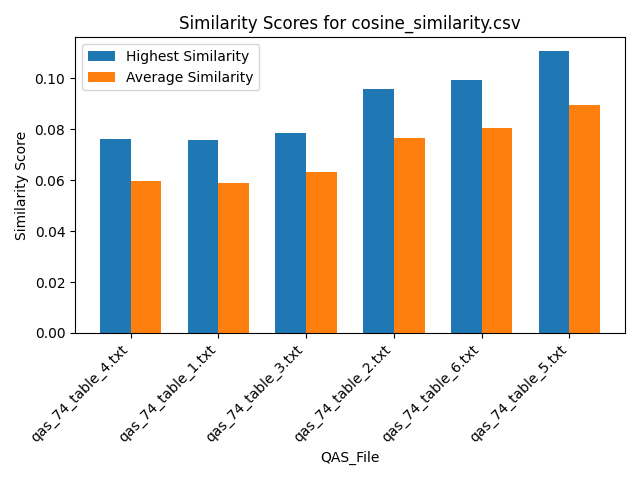 Similarity Scores for cosine_similarity.csv
Highest Similarity
Average Similarity
Similarity Score
0.10
0.08
0.06
0.04
0.02
0.00
qas_74_table_4.txt
qas_74_table_1.txt
qas_74_table_3.txt
qas_74_table_2.txt
qas_74_table_6.txt
qas_74_table_5.txt
QAS_File